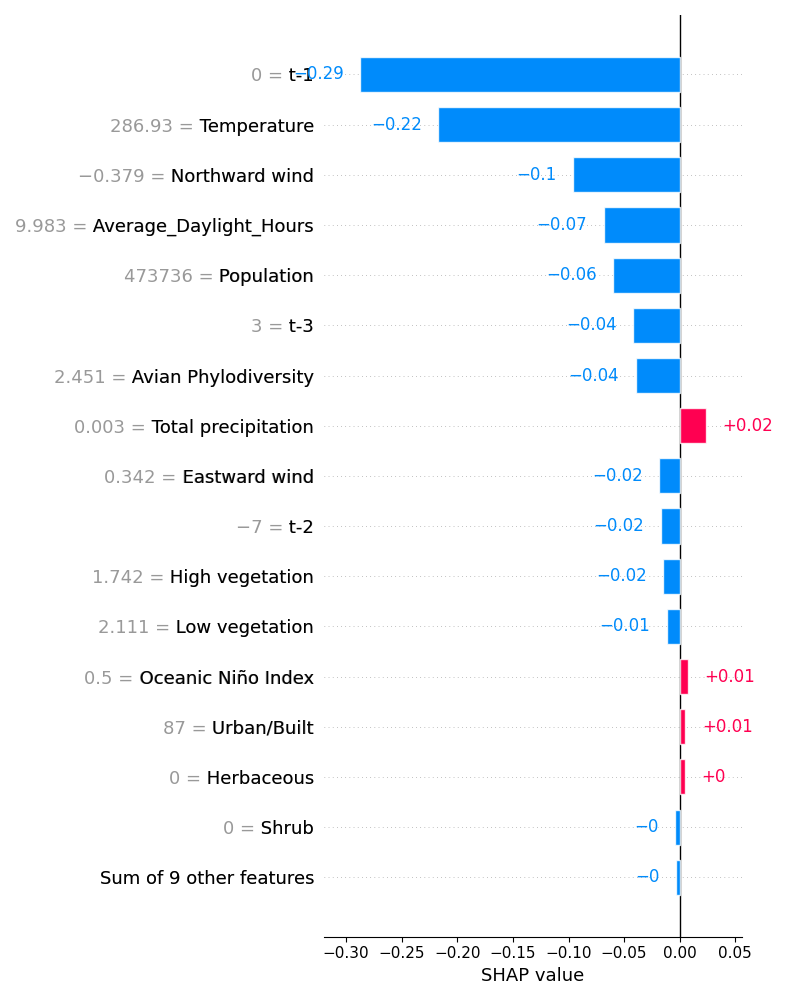 0 = t-1 −0.29
286.93 = Temperature −0.22
−0.379 = Northward wind −0.1
9.983 = Average_Daylight_Hours −0.07
473736 = Population −0.06
3 = t-3 −0.04
2.451 = Avian Phylodiversity −0.04
0.003 = Total precipitation +0.02
0.342 = Eastward wind −0.02
−7 = t-2 −0.02
1.742 = High vegetation −0.02
2.111 = Low vegetation −0.01
0.5 = Oceanic Niño Index +0.01
87 = Urban/Built +0.01
0 = Herbaceous +0
0 = Shrub −0
Sum of 9 other features −0
−0.30 −0.25 −0.20 −0.15 −0.10 −0.05 0.00 0.05
SHAP value